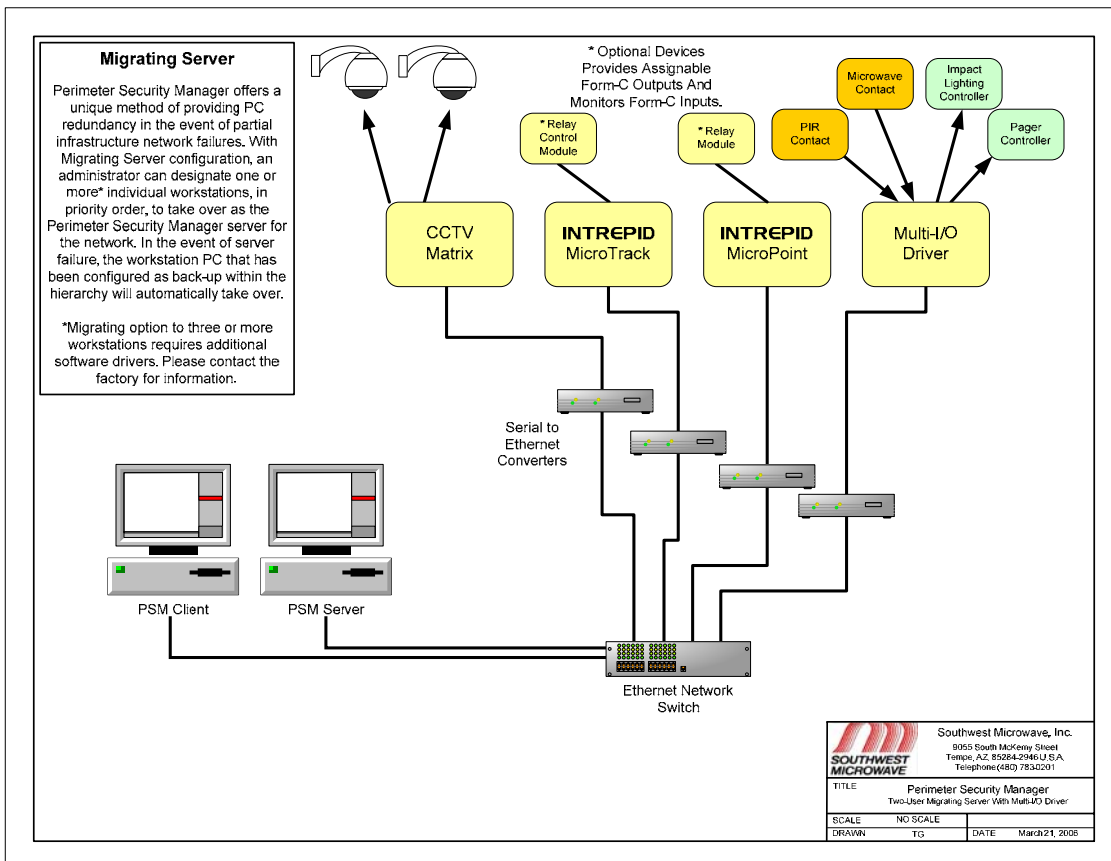 Migrating Server
Perimeter Security Manager offers a
unique method of providing PC
redundancy in the event of partial
infrastructure network failures. With
Migrating Server configuration, an
administrator can designate one or
more* individual workstations, in
priority order, to take over as the
Perimeter Security Manager server for
the network. In the event of server
failure, the workstation PC that has
been configured as back-up within the
hierarchy will automatically take over.
*Migrating option to three or more
workstations requires additional
software drivers. Please contact the
factory for information.
* Optional Devices
Provides Assignable
Form-C Outputs And
Monitors Form-C Inputs.
* Relay
Control
Module
* Relay
Module
PIR
Contact
Microwave
Contact
Impact
Lighting
Controller
Pager
Controller
CCTV
Matrix
INTREPID
MicroTrack
INTREPID
MicroPoint
Multi-I/O
Driver
Serial to
Ethernet
Converters
PSM Client
PSM Server
Ethernet Network
Switch
SOUTHWEST
MICROWAVE
Southwest Microwave, Inc.
9055 South McKemy Street
Tempe, AZ, 85284-2946 U.S.A.
Telephone (480) 783-0201
TITLE
Perimeter Security Manager
Two-User Migrating Server With Multi-I/O Driver
SCALE NO SCALE
DRAWN TG DATE March 21, 2006